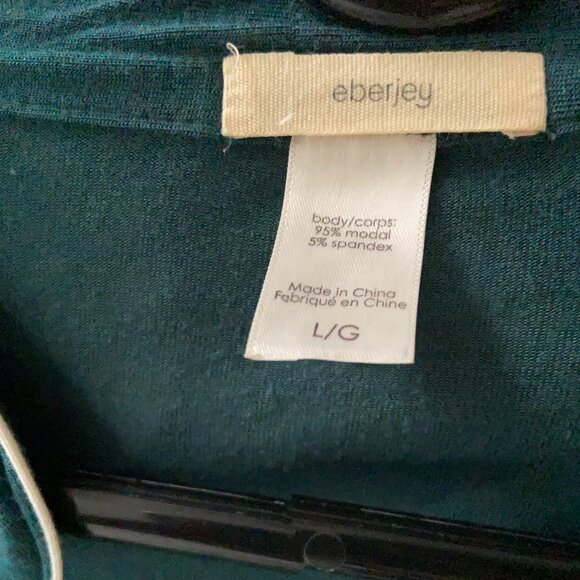 eberjey
body/corps:
95% modal
5% spandex
Made in China
Fabriqué en Chine
L/G